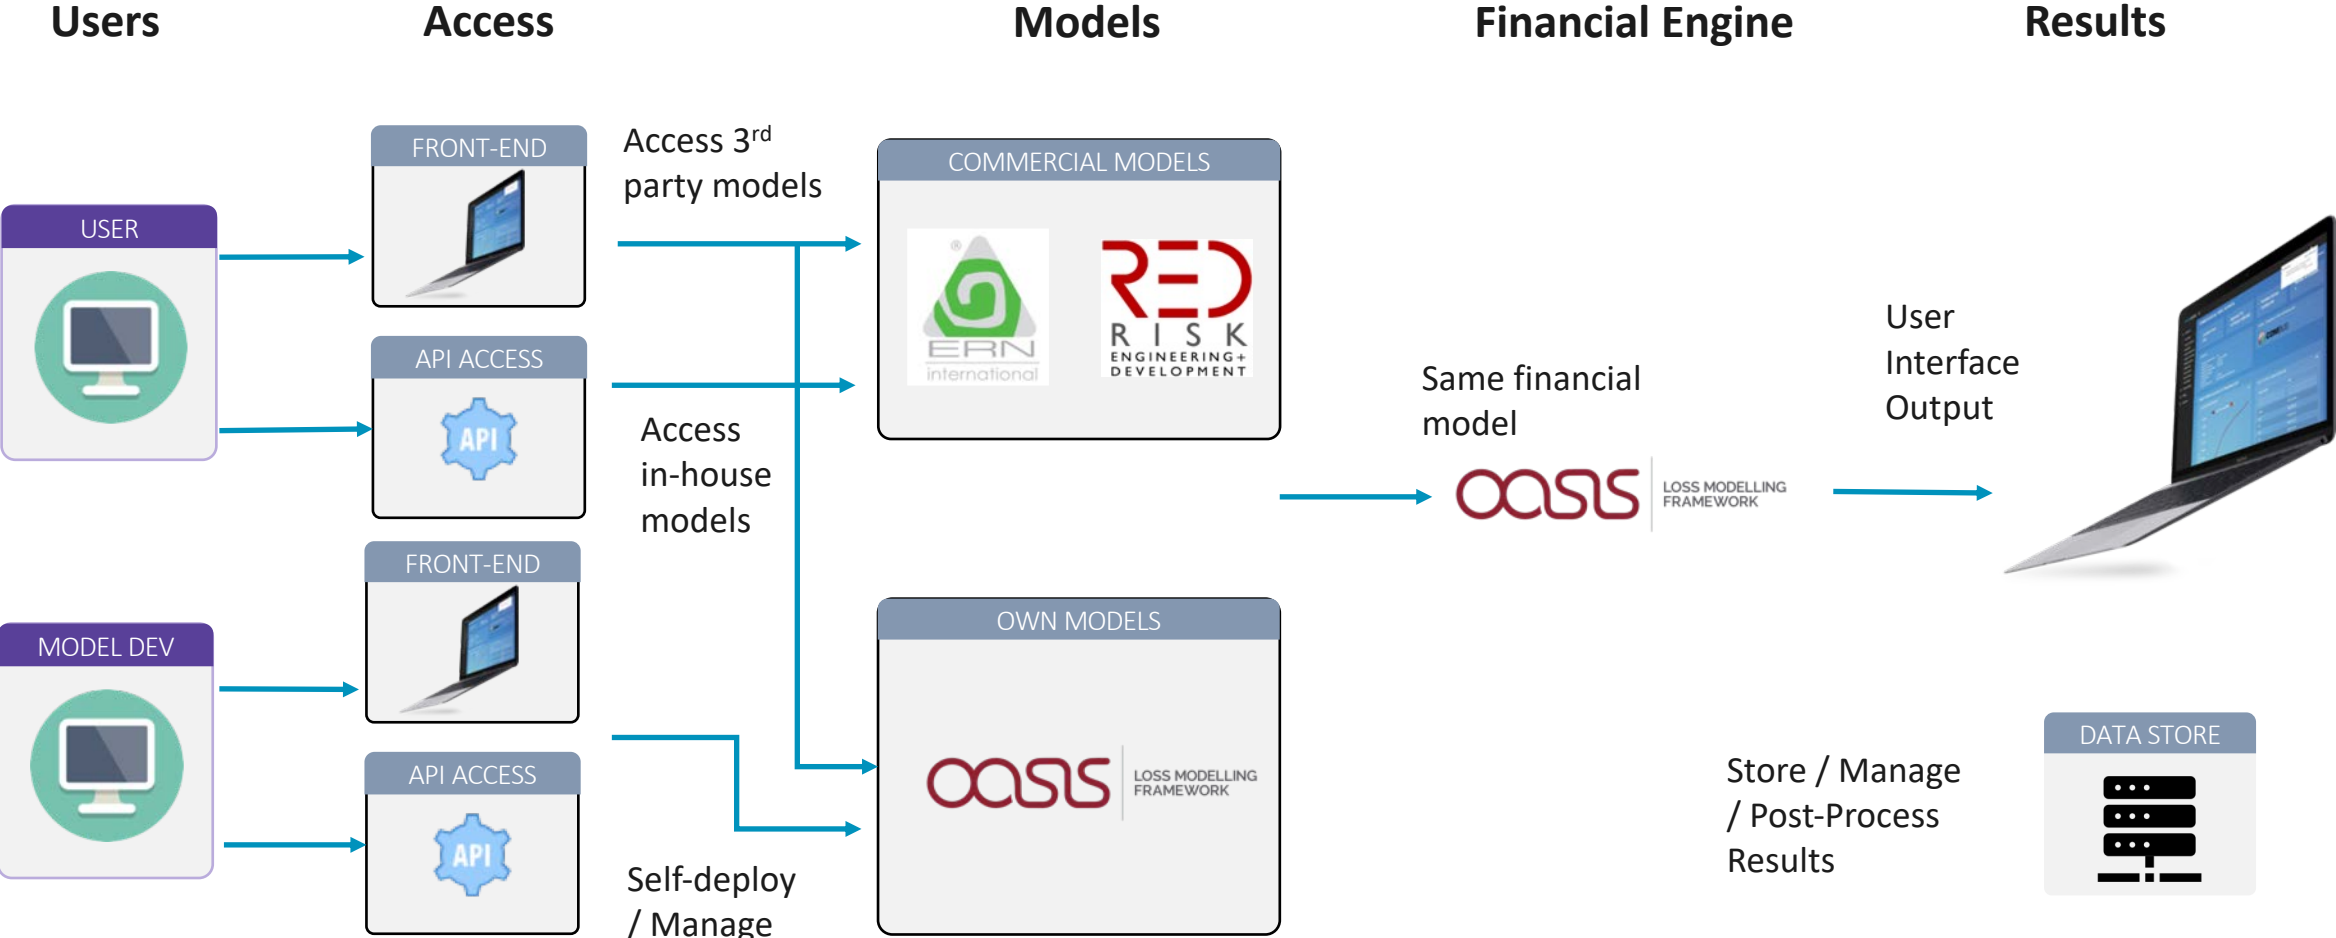 Users
Access
Models
Financial Engine
Results
USER
FRONT-END
API ACCESS
API
Access 3rd
party models
Access
in-house
models
MODEL DEV
FRONT-END
API ACCESS
API
Self-deploy
/ Manage
COMMERCIAL MODELS
®
ERN
international
RED
RISK
ENGINEERING+
DEVELOPMENT
OWN MODELS
oasis
LOSS MODELLING
FRAMEWORK
Same financial
model
oasis
LOSS MODELLING
FRAMEWORK
User
Interface
Output
Store / Manage
/ Post-Process
Results
DATA STORE